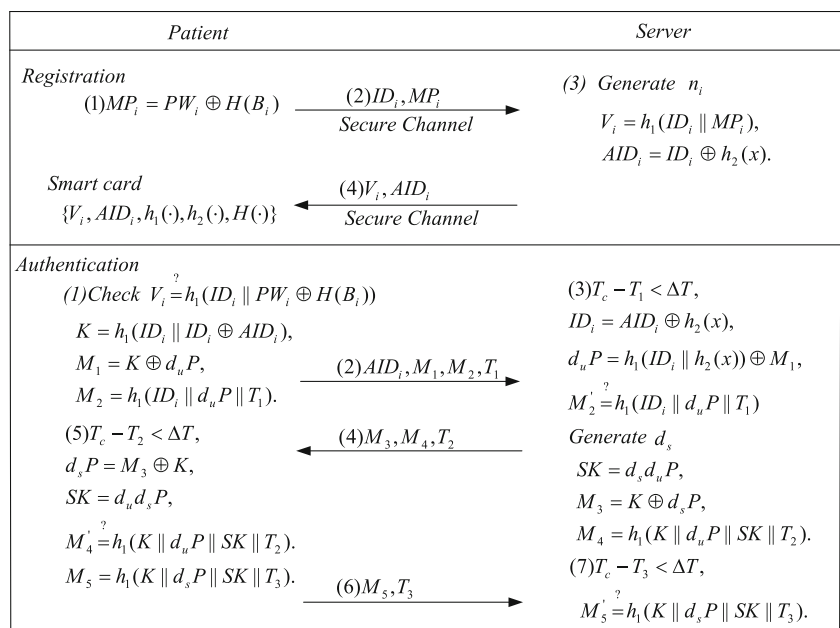 Patient Server
Registration
(1)MP_i = PW_i ⊕ H(B_i)
(2)ID_i, MP_i
Secure Channel
(3) Generate n_i
V_i = h_1(ID_i || MP_i),
AID_i = ID_i ⊕ h_2(x).
Smart card
{V_i, AID_i, h_1(·), h_2(·), H(·)}
(4)V_i, AID_i
Secure Channel
Authentication
(1)Check V_i ?= h_1(ID_i || PW_i ⊕ H(B_i))
K = h_1(ID_i || ID_i ⊕ AID_i),
M_1 = K ⊕ d_uP,
M_2 = h_1(ID_i || d_uP || T_1).
(2)AID_i, M_1, M_2, T_1
(3)T_c − T_1 < ΔT,
ID_i = AID_i ⊕ h_2(x),
d_uP = h_1(ID_i || h_2(x)) ⊕ M_1,
M_2' ?= h_1(ID_i || d_uP || T_1)
Generate d_s
SK = d_sd_uP,
M_3 = K ⊕ d_sP,
M_4 = h_1(K || d_uP || SK || T_2).
(4)M_3, M_4, T_2
(5)T_c − T_2 < ΔT,
d_sP = M_3 ⊕ K,
SK = d_ud_sP,
M_4' ?= h_1(K || d_uP || SK || T_2).
M_5 = h_1(K || d_sP || SK || T_3).
(6)M_5, T_3
(7)T_c − T_3 < ΔT,
M_5' ?= h_1(K || d_sP || SK || T_3).